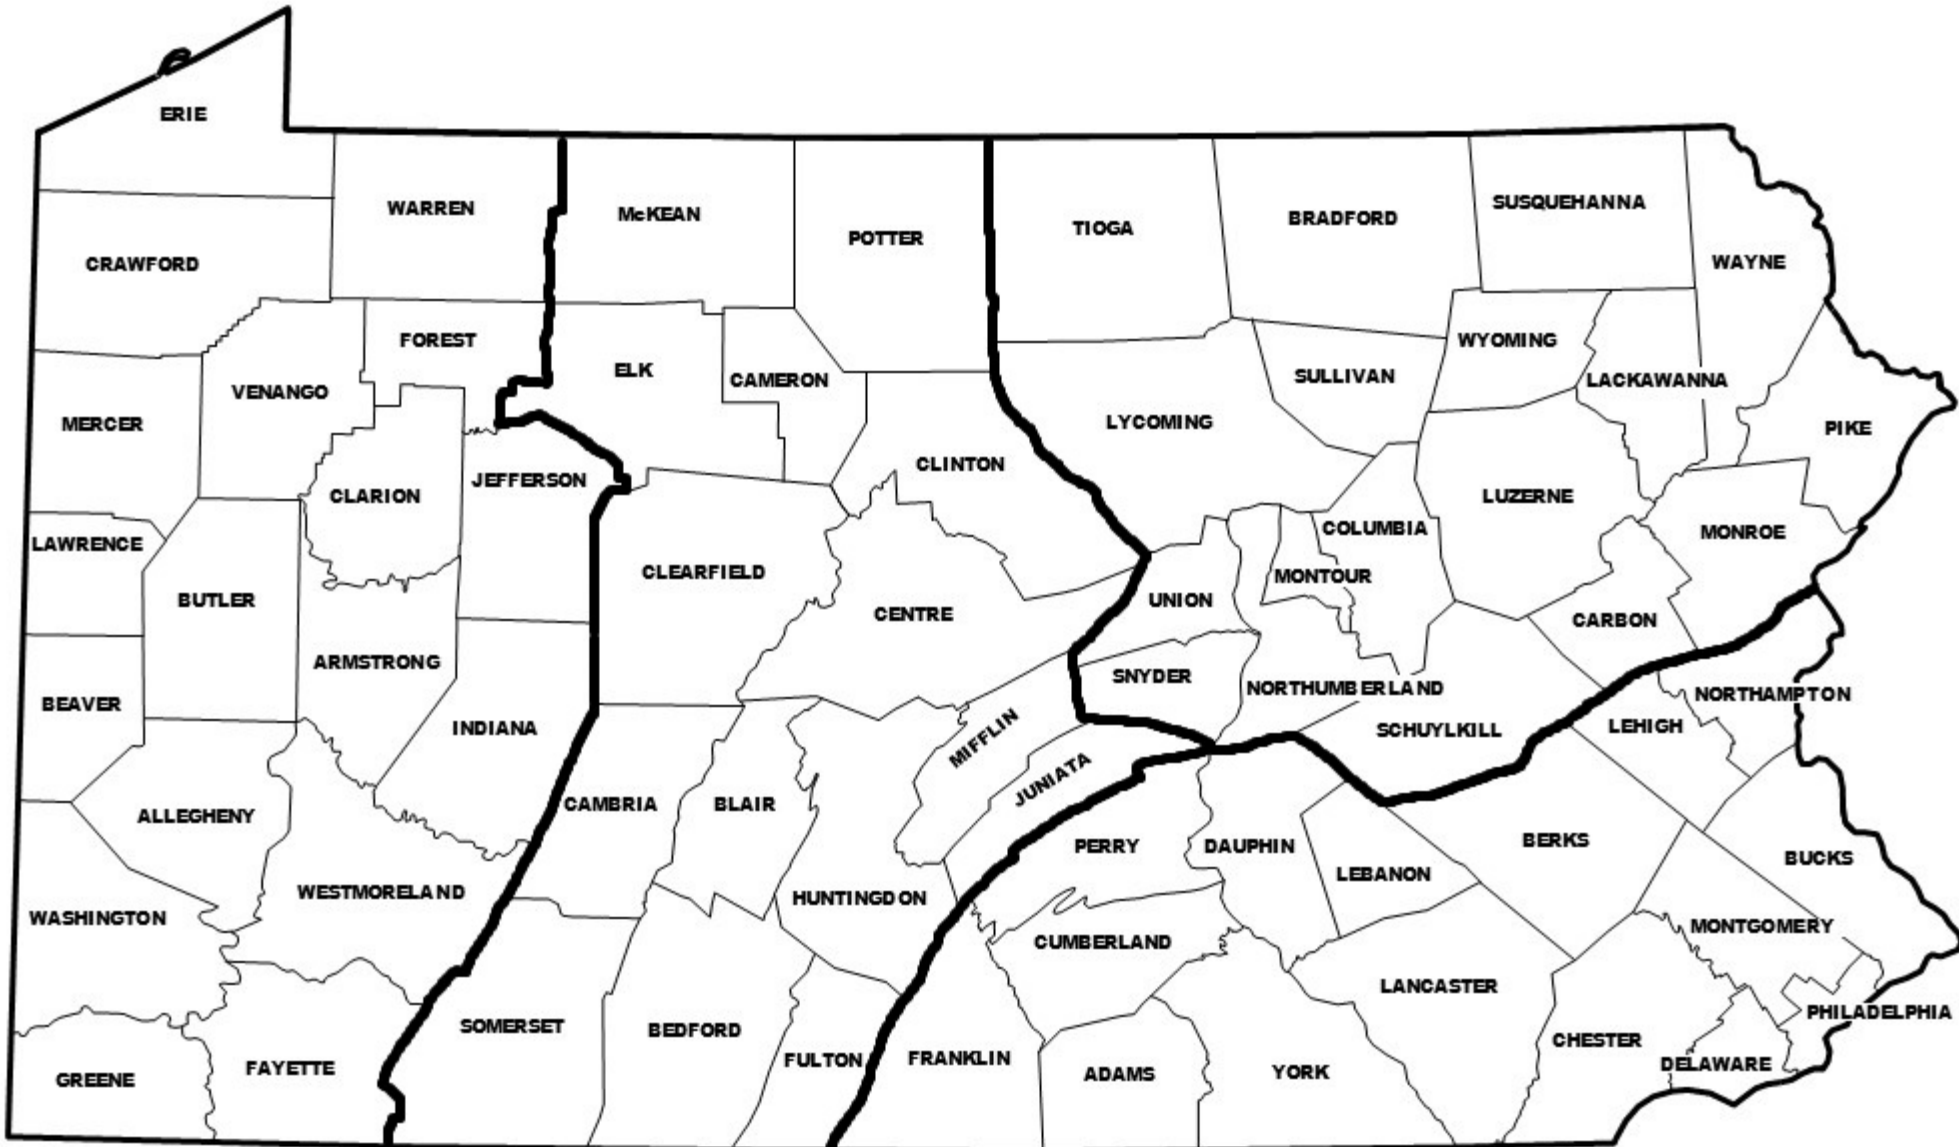 ERIE
WARREN
McKEAN
POTTER
TIOGA
BRADFORD
SUSQUEHANNA
WAYNE
CRAWFORD
FOREST
ELK
CAMERON
VENANGO
MERCER
WYOMING
SULLIVAN
LACKAWANNA
PIKE
LYCOMING
CLINTON
JEFFERSON
CLARION
LUZERNE
COLUMBIA
MONROE
LAWRENCE
BUTLER
CLEARFIELD
CENTRE
UNION
MONTOUR
CARBON
ARMSTRONG
SNYDER
NORTHUMBERLAND
NORTHAMPTON
BEAVER
INDIANA
MIFFLIN
SCHUYLKILL
LEHIGH
JUNIATA
ALLEGHENY
CAMBRIA
BLAIR
PERRY
DAUPHIN
BERKS
LEBANON
BUCKS
WESTMORELAND
HUNTINGDON
WASHINGTON
CUMBERLAND
MONTGOMERY
LANCASTER
PHILADELPHIA
SOMERSET
BEDFORD
CHESTER
FULTON
FRANKLIN
DELAWARE
GREENE
FAYETTE
ADAMS
YORK